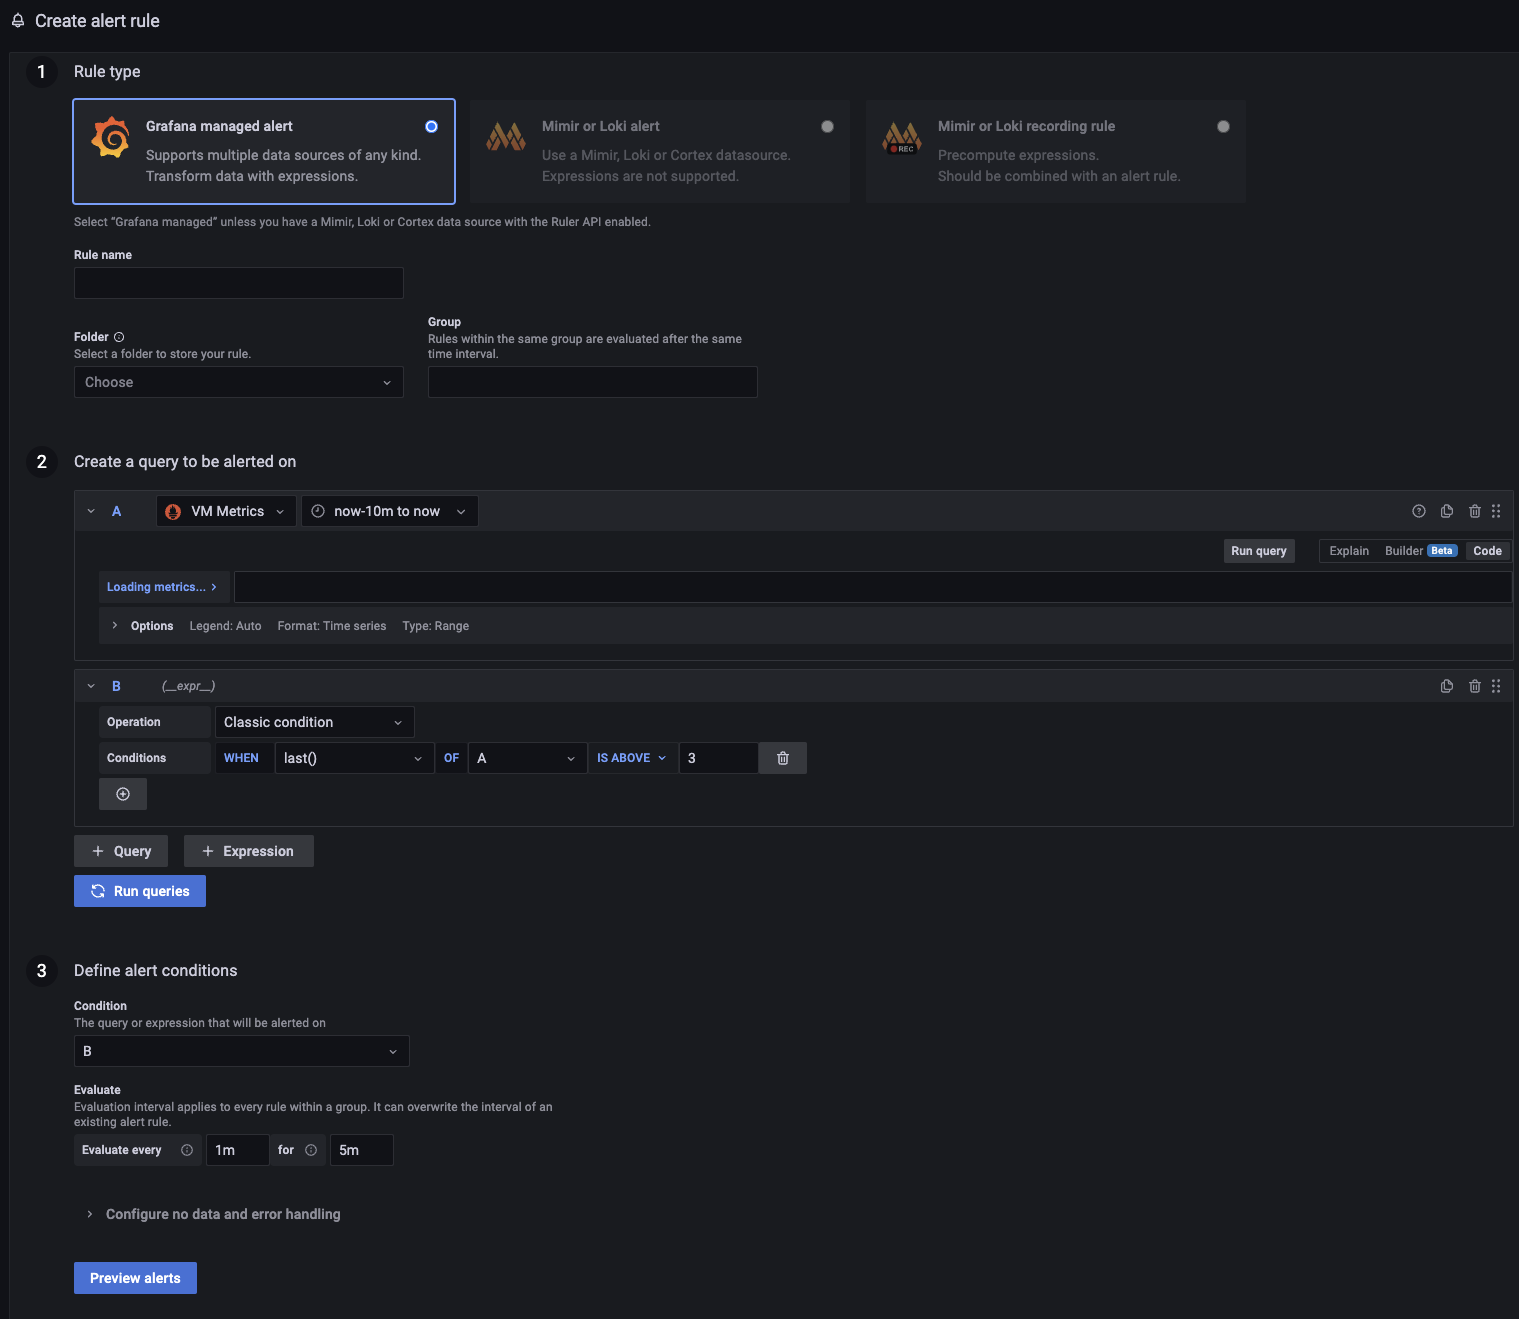 Create alert rule
1 Rule type
Grafana managed alert
Supports multiple data sources of any kind.
Transform data with expressions.
Mimir or Loki alert
Use a Mimir, Loki or Cortex datasource.
Expressions are not supported.
REC
Mimir or Loki recording rule
Precompute expressions.
Should be combined with an alert rule.
Select “Grafana managed” unless you have a Mimir, Loki or Cortex data source with the Ruler API enabled.
Rule name
Folder
Select a folder to store your rule.
Choose
Group
Rules within the same group are evaluated after the same
time interval.
2 Create a query to be alerted on
A VM Metrics now-10m to now
Run query Explain Builder Beta Code
Loading metrics... >
> Options Legend: Auto Format: Time series Type: Range
B (__expr__)
Operation Classic condition
Conditions WHEN last() OF A IS ABOVE 3
+ Query + Expression
Run queries
3 Define alert conditions
Condition
The query or expression that will be alerted on
B
Evaluate
Evaluation interval applies to every rule within a group. It can overwrite the interval of an
existing alert rule.
Evaluate every 1m for 5m
> Configure no data and error handling
Preview alerts